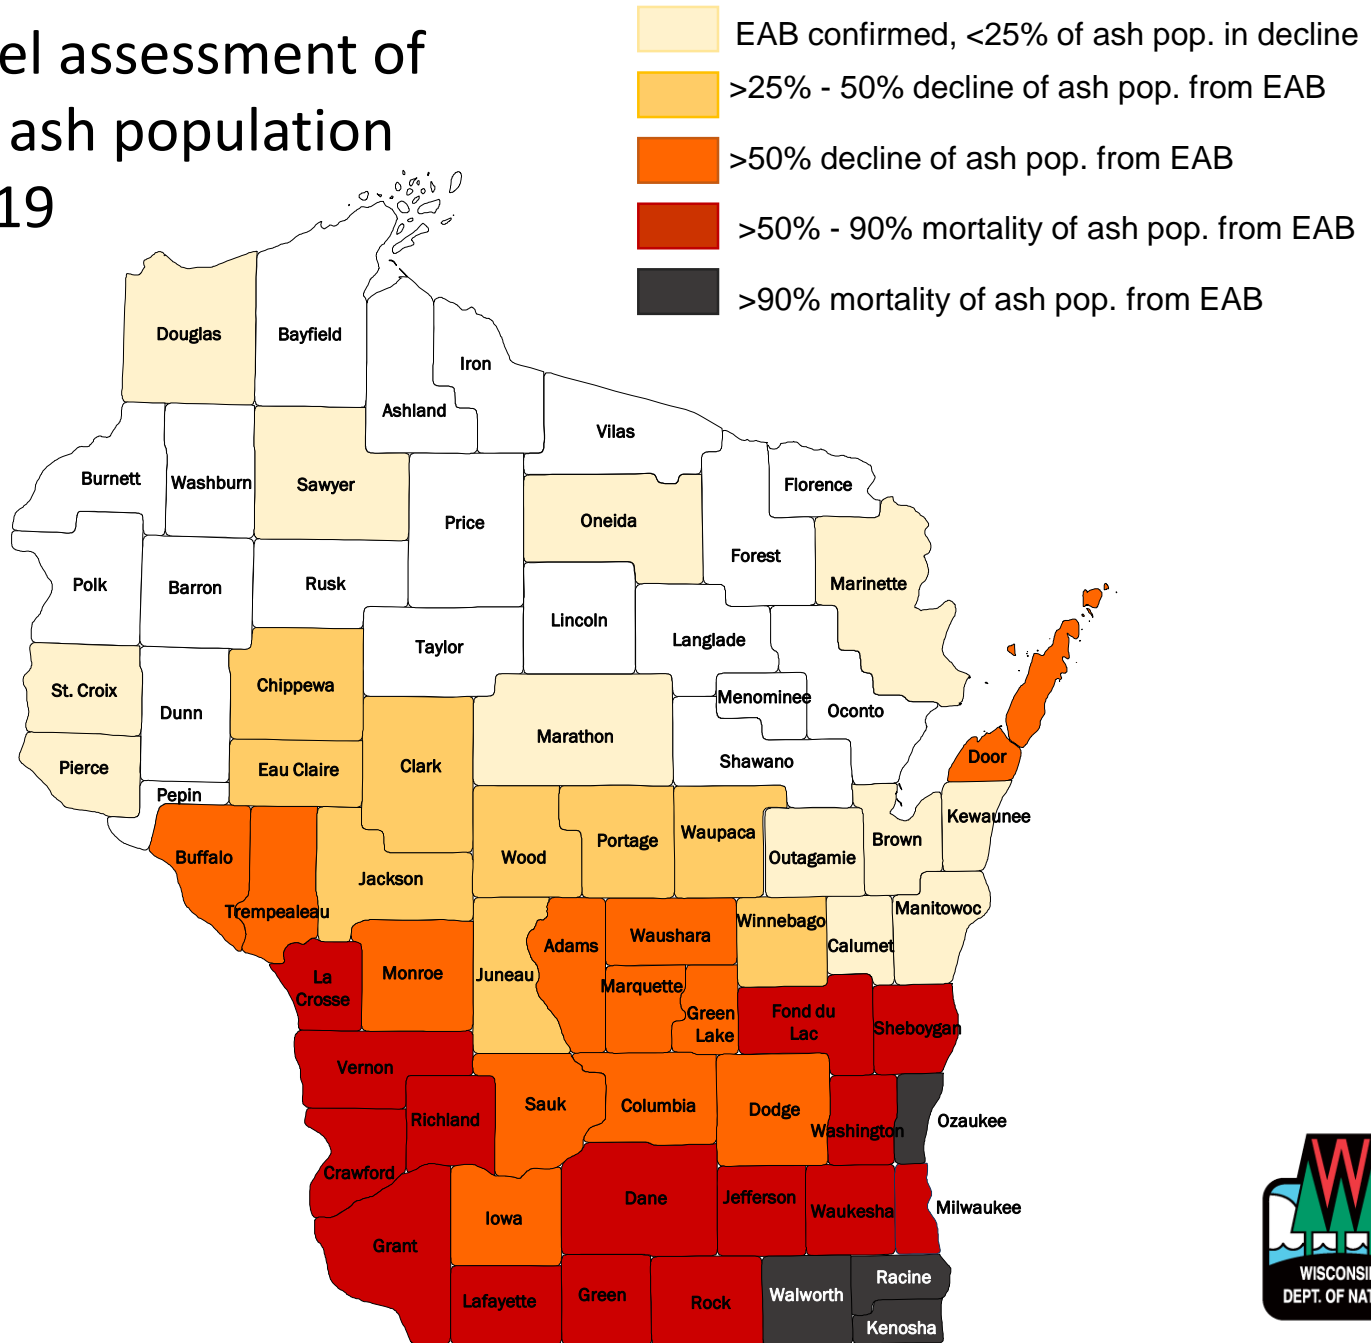 el assessment of
ash population
19
EAB confirmed, <25% of ash pop. in decline
>25% - 50% decline of ash pop. from EAB
>50% decline of ash pop. from EAB
>50% - 90% mortality of ash pop. from EAB
>90% mortality of ash pop. from EAB
Douglas
Bayfield
Iron
Ashland
Vilas
Burnett
Washburn
Sawyer
Florence
Price
Oneida
Forest
Polk
Barron
Rusk
Marinette
Lincoln
Taylor
Langlade
St. Croix
Chippewa
Menominee
Dunn
Oconto
Marathon
Pierce
Eau Claire
Clark
Shawano
Door
Pepin
Kewaunee
Buffalo
Wood
Portage
Waupaca
Outagamie
Brown
Jackson
Trempealeau
Manitowoc
Winnebago
Adams
Waushara
Calumet
La
Crosse
Monroe
Juneau
Marquette
Green
Lake
Fond du
Lac
Sheboygan
Vernon
Richland
Sauk
Columbia
Dodge
Washington
Ozaukee
Crawford
Dane
Jefferson
Waukesha
Milwaukee
Iowa
Grant
Lafayette
Green
Rock
Walworth
Racine
Kenosha
W
WISCONSI
DEPT. OF NAT